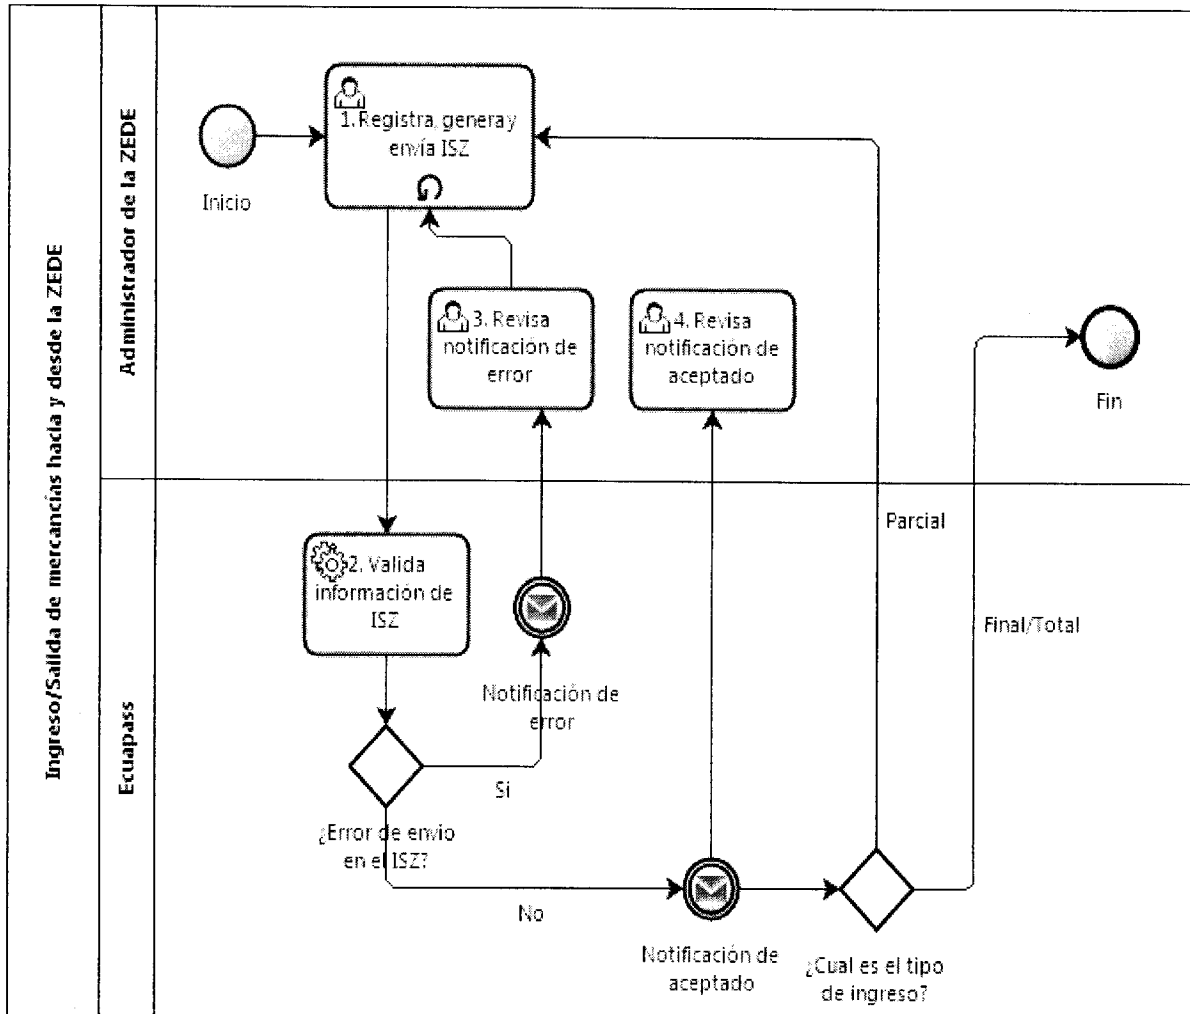 Ingreso/Salida de mercancías hacia y desde la ZEDE
Administrador de la ZEDE
Inicio
1. Registra, genera y
envía ISZ
3. Revisa
notificación de
error
4. Revisa
notificación de
aceptado
Fin
Ecuapass
2. Valida
información de
ISZ
Notificación de
error
Parcial
Final/Total
Si
¿Error de envio
en el ISZ?
No
Notificación de
aceptado
¿Cual es el tipo
de ingreso?